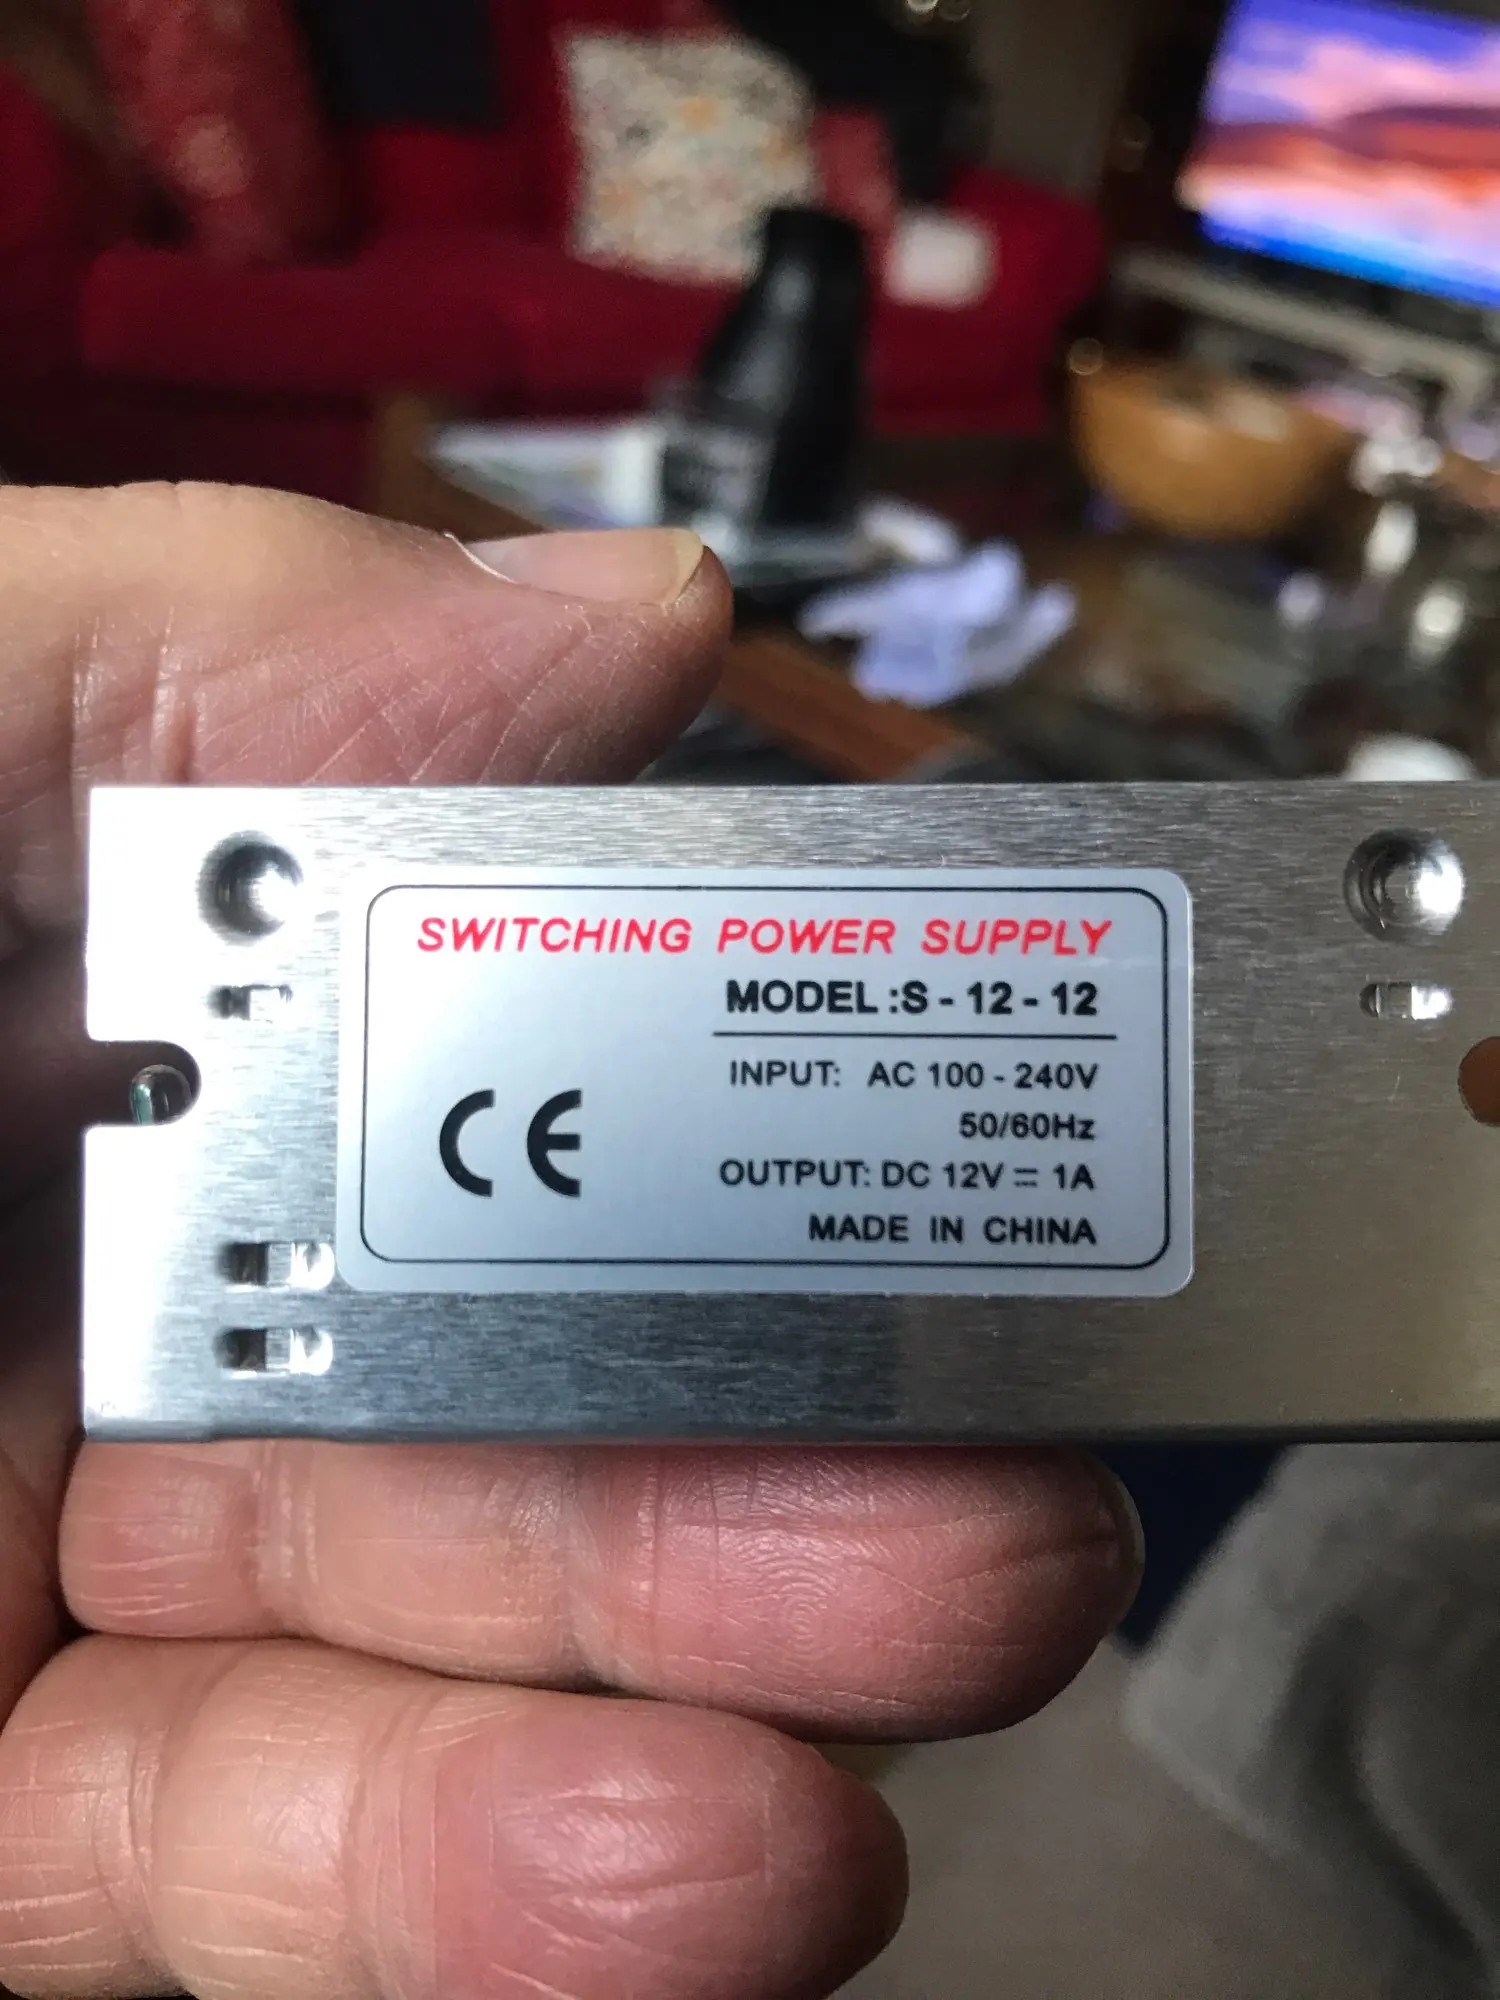 SWITCHING POWER SUPPLY
MODEL :S - 12 - 12
INPUT: AC 100 - 240V
50/60Hz
CE
OUTPUT: DC 12V ⎓ 1A
MADE IN CHINA